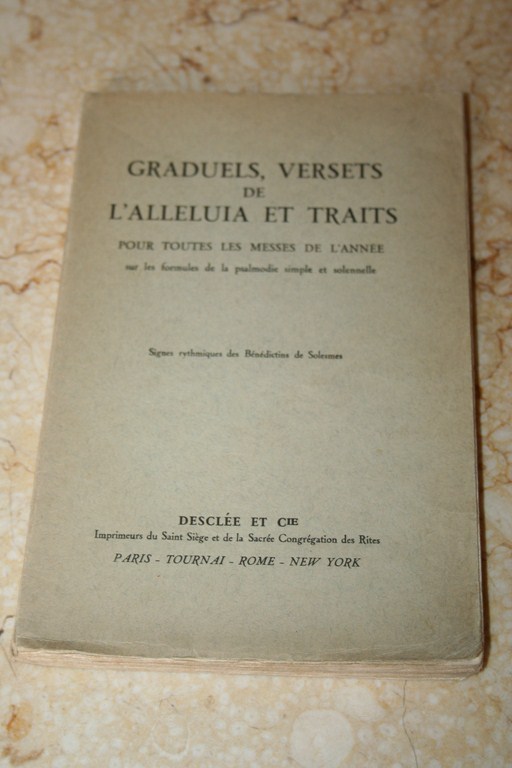 GRADUELS, VERSETS
DE
L'ALLELUIA ET TRAITS
POUR TOUTES LES MESSES DE L'ANNÉE
sur les formules de la psalmodie simple et solennelle
Signes rythmiques des Bénédictins de Solesmes
DESCLÉE ET CIE
Imprimeurs du Saint Siège et de la Sacrée Congrégation des Rites
PARIS - TOURNAI - ROME - NEW YORK